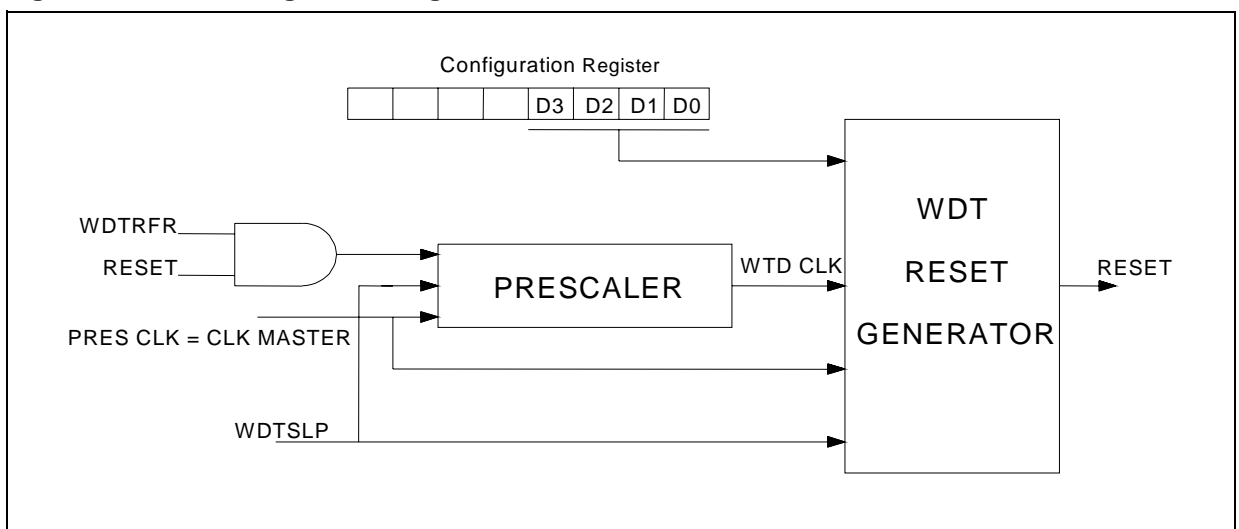 Configuration Register
D3 D2 D1 D0
WDTRFR
RESET
PRES CLK = CLK MASTER
WDTSLP
PRESCALER
WTD CLK
WDT
RESET
GENERATOR
RESET